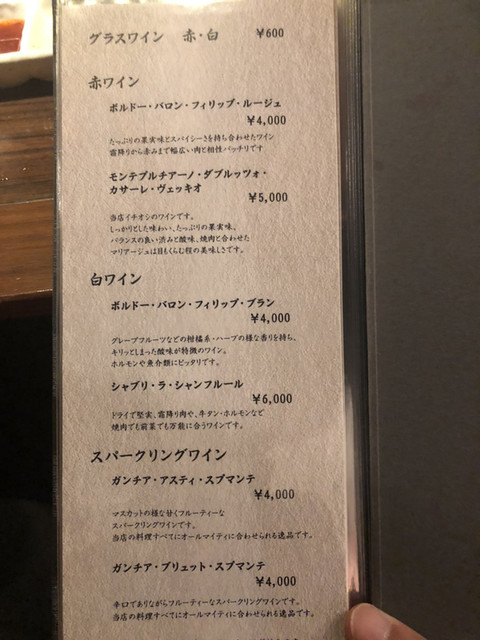 グラスワイン 赤・白 ¥600
赤ワイン
ボルドー・バロン・フィリップ・ルージュ
¥4,000
たっぷりの果実味とスパイシーさを持ち合わせたワイン
霜降りから赤みまで幅広い肉と相性バッチリです
モンテプルチアーノ・ダブルッツォ・
カサーレ・ヴェッキオ
¥5,000
当店イチオシのワインです。
しっかりとした味わい、たっぷりの果実味。
バランスの良い渋みと酸味、焼肉と合わせた
マリアージュは目もくらむ程の美味しさです。
白ワイン
ボルドー・バロン・フィリップ・ブラン
¥4,000
グレープフルーツなどの柑橘系・ハーブの様な香りを持ち、
キリッとしまった酸味が特徴のワイン。
ホルモンや魚介類にピッタリです。
シャブリ・ラ・シャンフルール
¥6,000
ドライで堅実、霜降り肉や、牛タン・ホルモンなど
焼肉でも前菜でも万能に合うワインです。
スパークリングワイン
ガンチア・アスティ・スプマンテ
¥4,000
マスカットの様な甘くフルーティーな
スパークリングワインです。
当店の料理すべてにオールマイティに合わせられる逸品です。
ガンチア・ブリュット・スプマンテ
¥4,000
辛口でありながらフルーティーなスパークリングワインです。
当店の料理すべてにオールマイティに合わせられる逸品です。